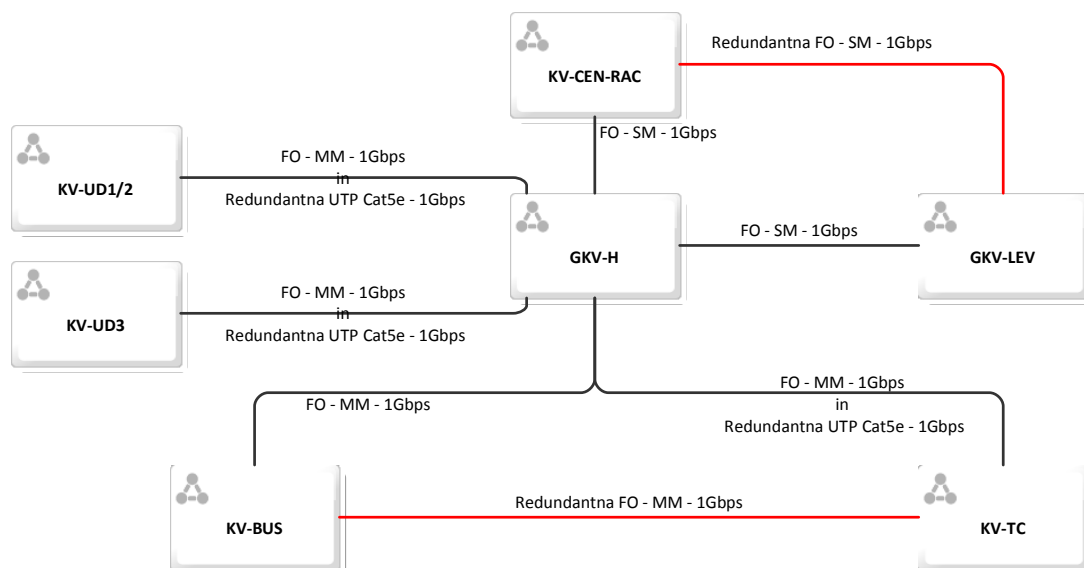 Redundantna FO - SM - 1Gbps
KV-CEN-RAC
FO - SM - 1Gbps
FO - MM - 1Gbps
in
Redundantna UTP Cat5e - 1Gbps
KV-UD1/2
FO - SM - 1Gbps
GKV-H
GKV-LEV
FO - MM - 1Gbps
in
Redundantna UTP Cat5e - 1Gbps
KV-UD3
FO - MM - 1Gbps
FO - MM - 1Gbps
in
Redundantna UTP Cat5e - 1Gbps
Redundantna FO - MM - 1Gbps
KV-BUS
KV-TC